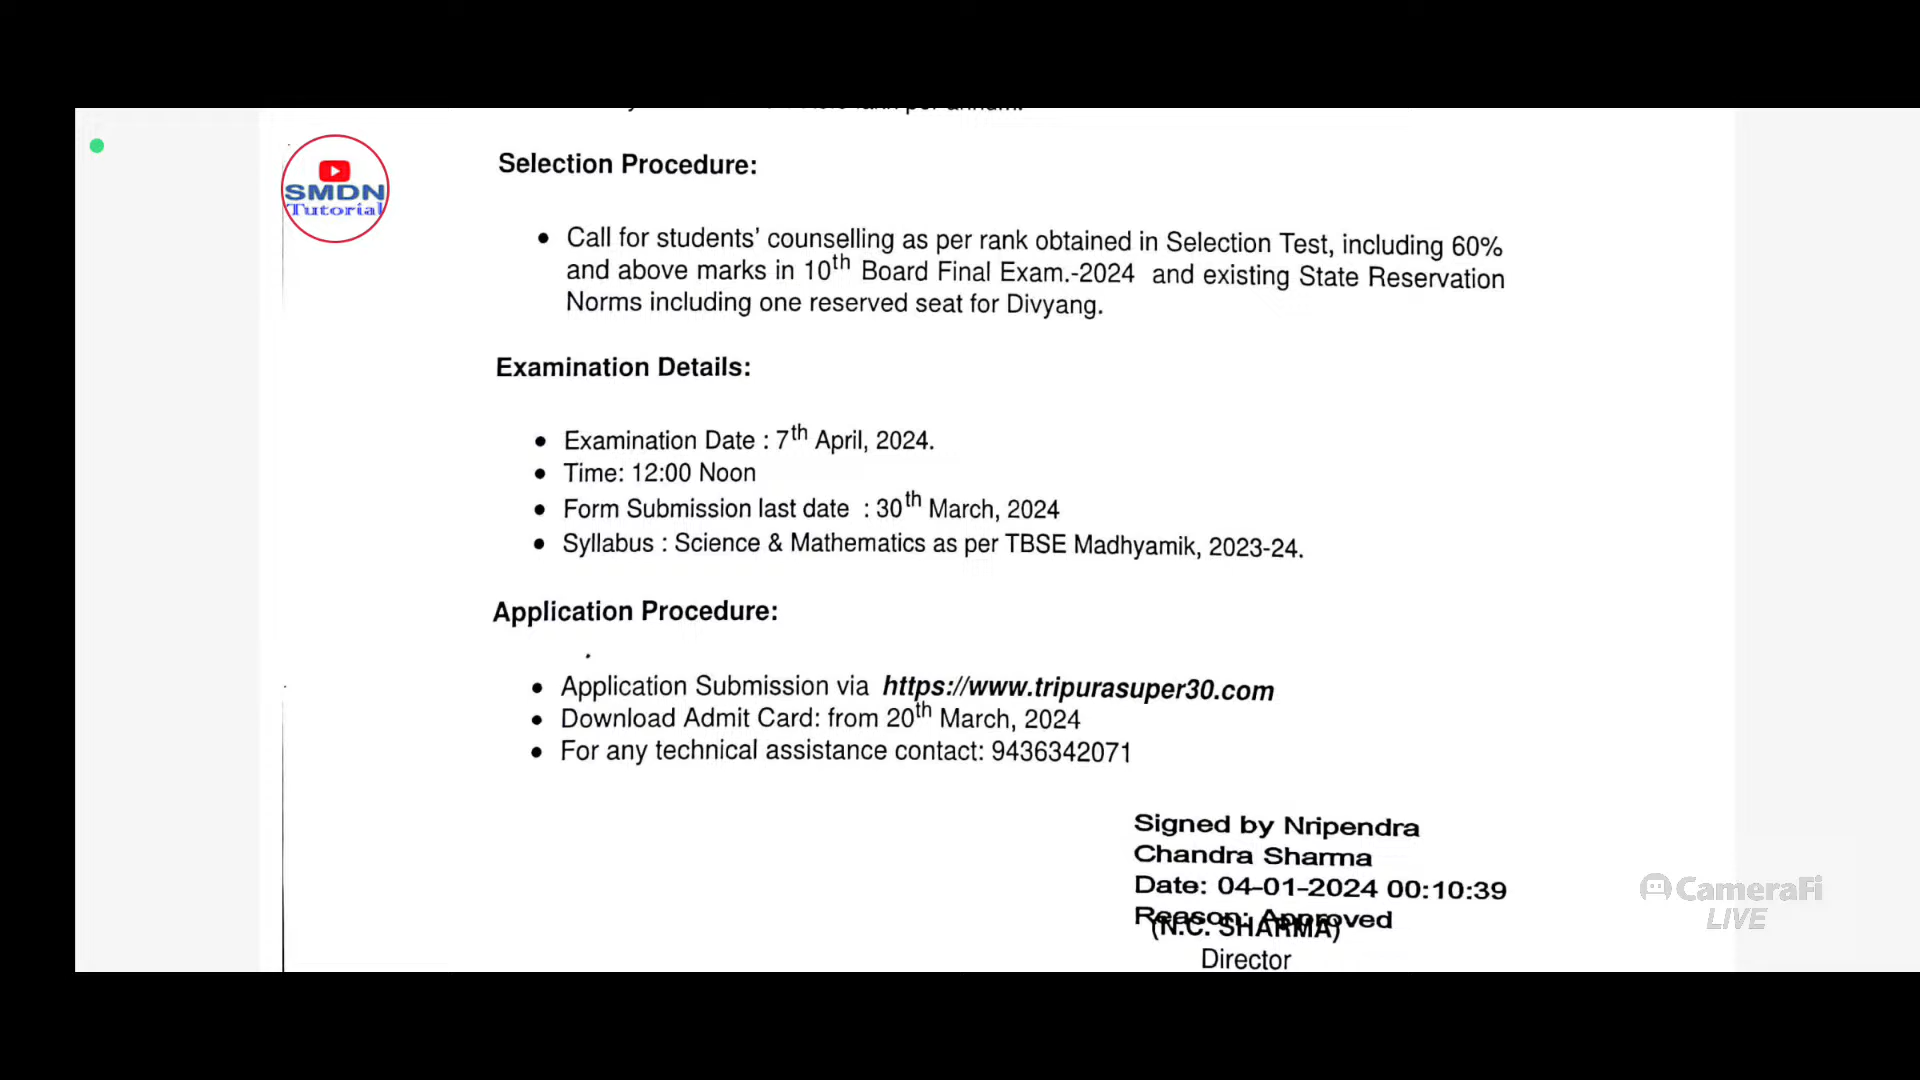 per annum.
SMDN
Tutorial
Selection Procedure:
• Call for students' counselling as per rank obtained in Selection Test, including 60%
and above marks in 10th Board Final Exam.-2024 and existing State Reservation
Norms including one reserved seat for Divyang.
Examination Details:
• Examination Date : 7th April, 2024.
• Time: 12:00 Noon
• Form Submission last date : 30th March, 2024
• Syllabus : Science & Mathematics as per TBSE Madhyamik, 2023-24.
Application Procedure:
• Application Submission via https://www.tripurasuper30.com
• Download Admit Card: from 20th March, 2024
• For any technical assistance contact: 9436342071
Signed by Nripendra
Chandra Sharma
Date: 04-01-2024 00:10:39
Reason: Approved
(N.C. SHARMA)
Director
CameraFi
LIVE